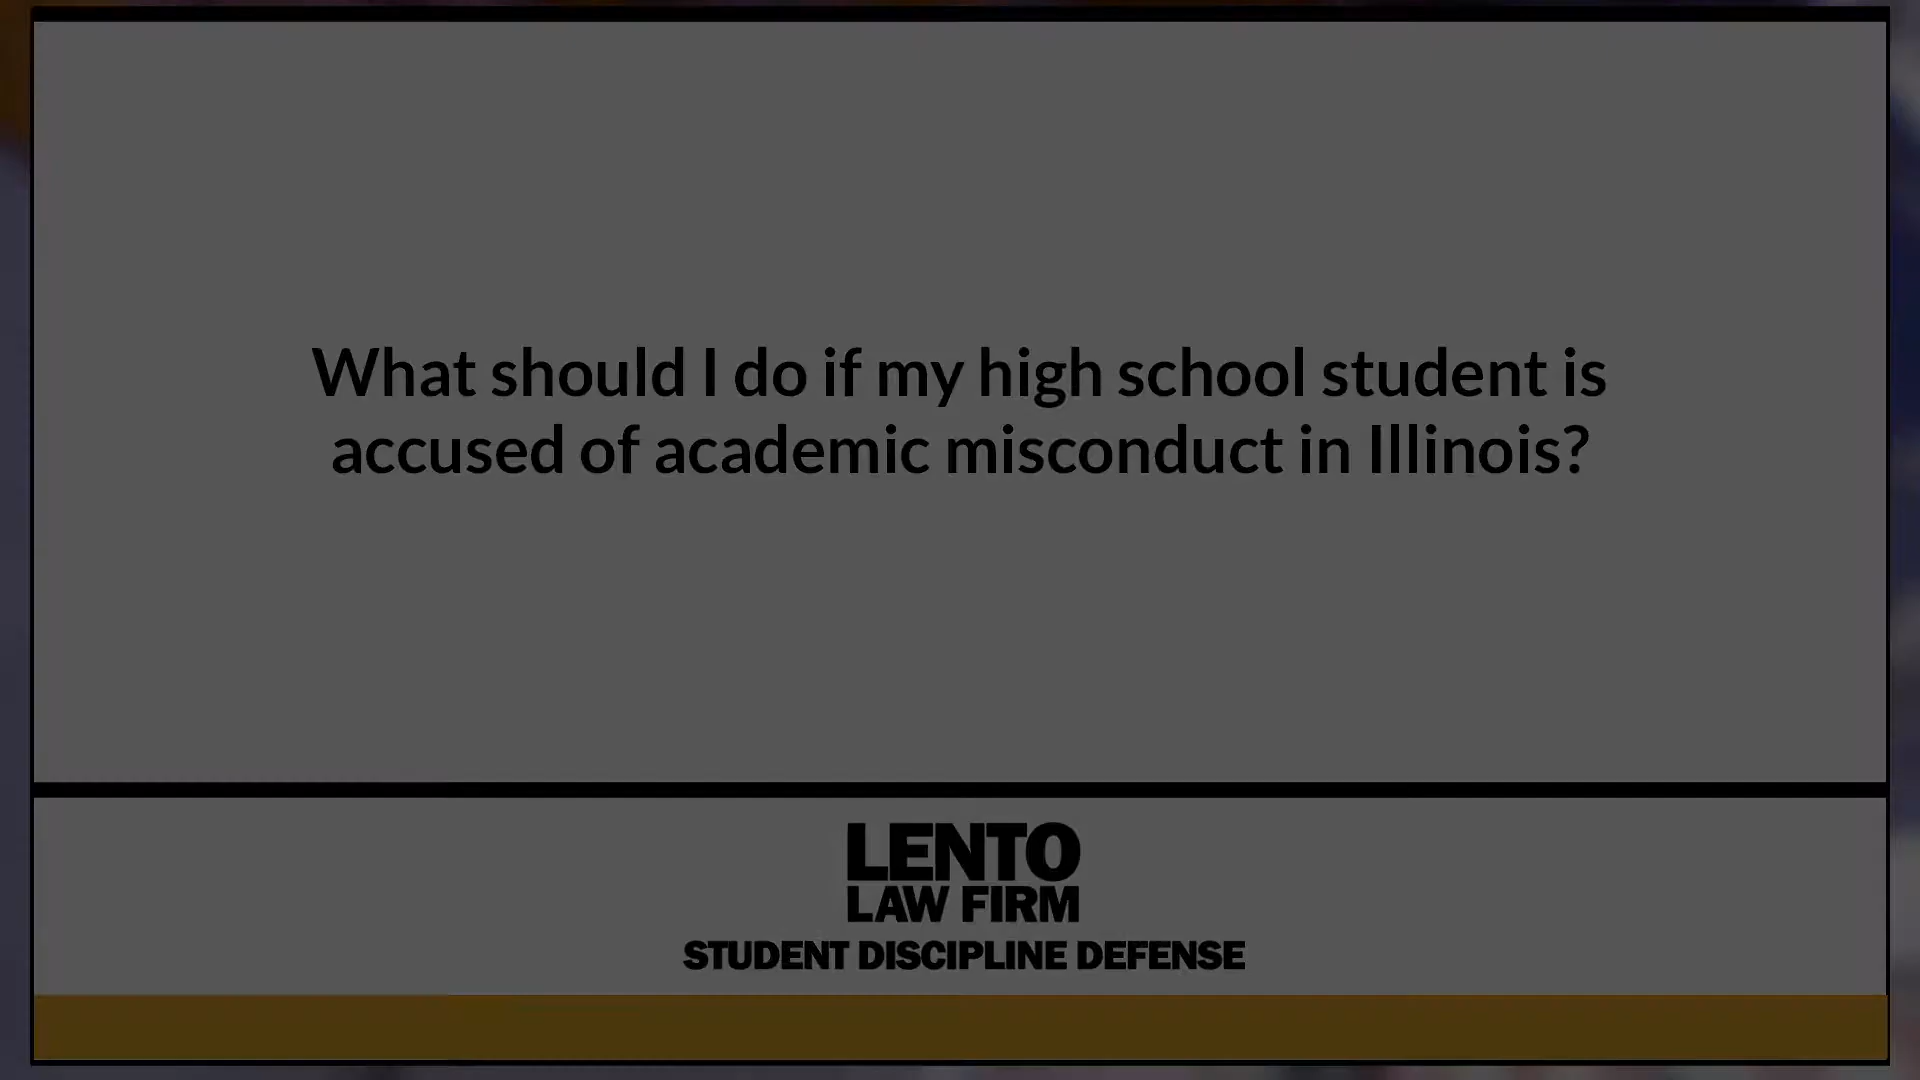 What should I do if my high school student is
accused of academic misconduct in Illinois?
LENTO
LAW FIRM
STUDENT DISCIPLINE DEFENSE